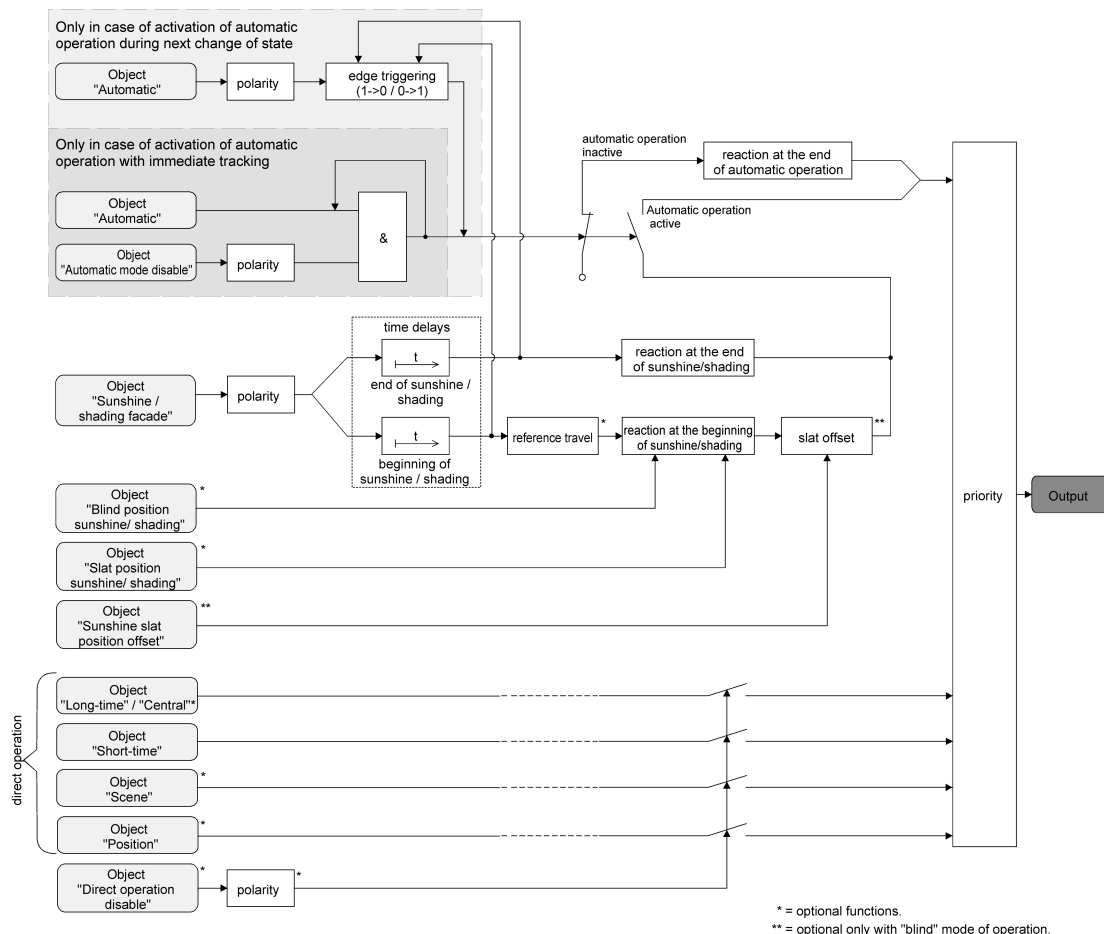 Only in case of activation of automatic
operation during next change of state
Object
"Automatic"
polarity
edge triggering
(1->0 / 0->1)
Only in case of activation of automatic
operation with immediate tracking
Object
"Automatic"
Object
"Automatic mode disable"
polarity
&
automatic operation
inactive
reaction at the end
of automatic operation
Automatic operation
active
time delays
t
end of sunshine /
shading
t
beginning of
sunshine / shading
Object
"Sunshine /
shading facade"
polarity
reaction at the end
of sunshine/shading
reference travel
*
reaction at the beginning
of sunshine/shading
slat offset
**
Object
"Blind position
sunshine/ shading"
*
Object
"Slat position
sunshine/ shading"
*
Object
"Sunshine slat
position offset"
**
priority
Output
direct operation
Object
"Long-time" / "Central"*
Object
"Short-time"
Object
"Scene"
*
Object
"Position"
*
Object
"Direct operation
disable"
*
polarity
*
* = optional functions.
** = optional only with "blind" mode of operation.